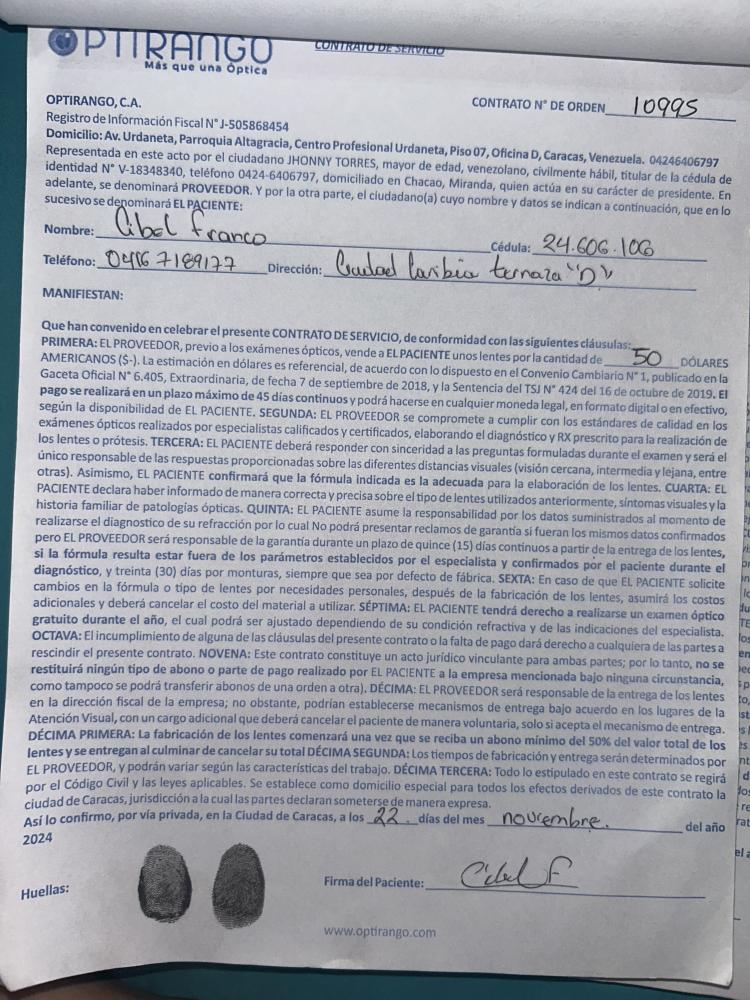 OPTIRANGO
Más que una Óptica
CONTRATO DE SERVICIO
OPTIRANGO, C.A.
CONTRATO N° DE ORDEN 10995
Registro de Información Fiscal N° J-505868454
Domicilio: Av. Urdaneta, Parroquia Altagracia, Centro Profesional Urdaneta, Piso 07, Oficina D, Caracas, Venezuela. 04246406797
Representada en este acto por el ciudadano JHONNY TORRES, mayor de edad, venezolano, civilmente hábil, titular de la cédula de
identidad N° V-18348340, teléfono 0424-6406797, domiciliado en Chacao, Miranda, quien actúa en su carácter de presidente. En
adelante, se denominará PROVEEDOR. Y por la otra parte, el ciudadano(a) cuyo nombre y datos se indican a continuación, que en lo
sucesivo se denominará EL PACIENTE:
Nombre: Cibel Franco Cédula: 24.606.106
Teléfono: 0416 7189177 Dirección: Ciudad Caribia terraza "D"
MANIFIESTAN:
Que han convenido en celebrar el presente CONTRATO DE SERVICIO, de conformidad con las siguientes cláusulas:
PRIMERA: EL PROVEEDOR, previo a los exámenes ópticos, vende a EL PACIENTE unos lentes por la cantidad de 50 DÓLARES
AMERICANOS ($-). La estimación en dólares es referencial, de acuerdo con lo dispuesto en el Convenio Cambiario N° 1, publicado en la
Gaceta Oficial N° 6.405, Extraordinaria, de fecha 7 de septiembre de 2018, y la Sentencia del TSJ N° 424 del 16 de octubre de 2019. El
pago se realizará en un plazo máximo de 45 días continuos y podrá hacerse en cualquier moneda legal, en formato digital o en efectivo,
según la disponibilidad de EL PACIENTE. SEGUNDA: EL PROVEEDOR se compromete a cumplir con los estándares de calidad en los
exámenes ópticos realizados por especialistas calificados y certificados, elaborando el diagnóstico y RX prescrito para la realización de
los lentes o prótesis. TERCERA: EL PACIENTE deberá responder con sinceridad a las preguntas formuladas durante el examen y será el
único responsable de las respuestas proporcionadas sobre las diferentes distancias visuales (visión cercana, intermedia y lejana, entre
otras). Asimismo, EL PACIENTE confirmará que la fórmula indicada es la adecuada para la elaboración de los lentes. CUARTA: EL
PACIENTE declara haber informado de manera correcta y precisa sobre el tipo de lentes utilizados anteriormente, síntomas visuales y la
historia familiar de patologías ópticas. QUINTA: EL PACIENTE asume la responsabilidad por los datos suministrados al momento de
realizarse el diagnostico de su refracción por lo cual No podrá presentar reclamos de garantía si fueran los mismos datos confirmados
pero EL PROVEEDOR será responsable de la garantía durante un plazo de quince (15) días continuos a partir de la entrega de los lentes,
si la fórmula resulta estar fuera de los parámetros establecidos por el especialista y confirmados por el paciente durante el
diagnóstico, y treinta (30) días por monturas, siempre que sea por defecto de fábrica. SEXTA: En caso de que EL PACIENTE solicite
cambios en la fórmula o tipo de lentes por necesidades personales, después de la fabricación de los lentes, asumirá los costos
adicionales y deberá cancelar el costo del material a utilizar. SÉPTIMA: EL PACIENTE tendrá derecho a realizarse un examen óptico
gratuito durante el año, el cual podrá ser ajustado dependiendo de su condición refractiva y de las indicaciones del especialista.
OCTAVA: El incumplimiento de alguna de las cláusulas del presente contrato o la falta de pago dará derecho a cualquiera de las partes a
rescindir el presente contrato. NOVENA: Este contrato constituye un acto jurídico vinculante para ambas partes; por lo tanto, no se
restituirá ningún tipo de abono o parte de pago realizado por EL PACIENTE a la empresa mencionada bajo ninguna circunstancia,
como tampoco se podrá transferir abonos de una orden a otra). DÉCIMA: EL PROVEEDOR será responsable de la entrega de los lentes
en la dirección fiscal de la empresa; no obstante, podrían establecerse mecanismos de entrega bajo acuerdo en los lugares de la
Atención Visual, con un cargo adicional que deberá cancelar el paciente de manera voluntaria, solo si acepta el mecanismo de entrega.
DÉCIMA PRIMERA: La fabricación de los lentes comenzará una vez que se reciba un abono mínimo del 50% del valor total de los
lentes y se entregan al culminar de cancelar su total DÉCIMA SEGUNDA: Los tiempos de fabricación y entrega serán determinados por
EL PROVEEDOR, y podrán variar según las características del trabajo. DÉCIMA TERCERA: Todo lo estipulado en este contrato se regirá
por el Código Civil y las leyes aplicables. Se establece como domicilio especial para todos los efectos derivados de este contrato la
ciudad de Caracas, jurisdicción a la cual las partes declaran someterse de manera expresa.
Así lo confirmo, por vía privada, en la Ciudad de Caracas, a los 22. días del mes noviembre. del año
2024
Huellas:
Firma del Paciente: Cibel F
www.optirango.com